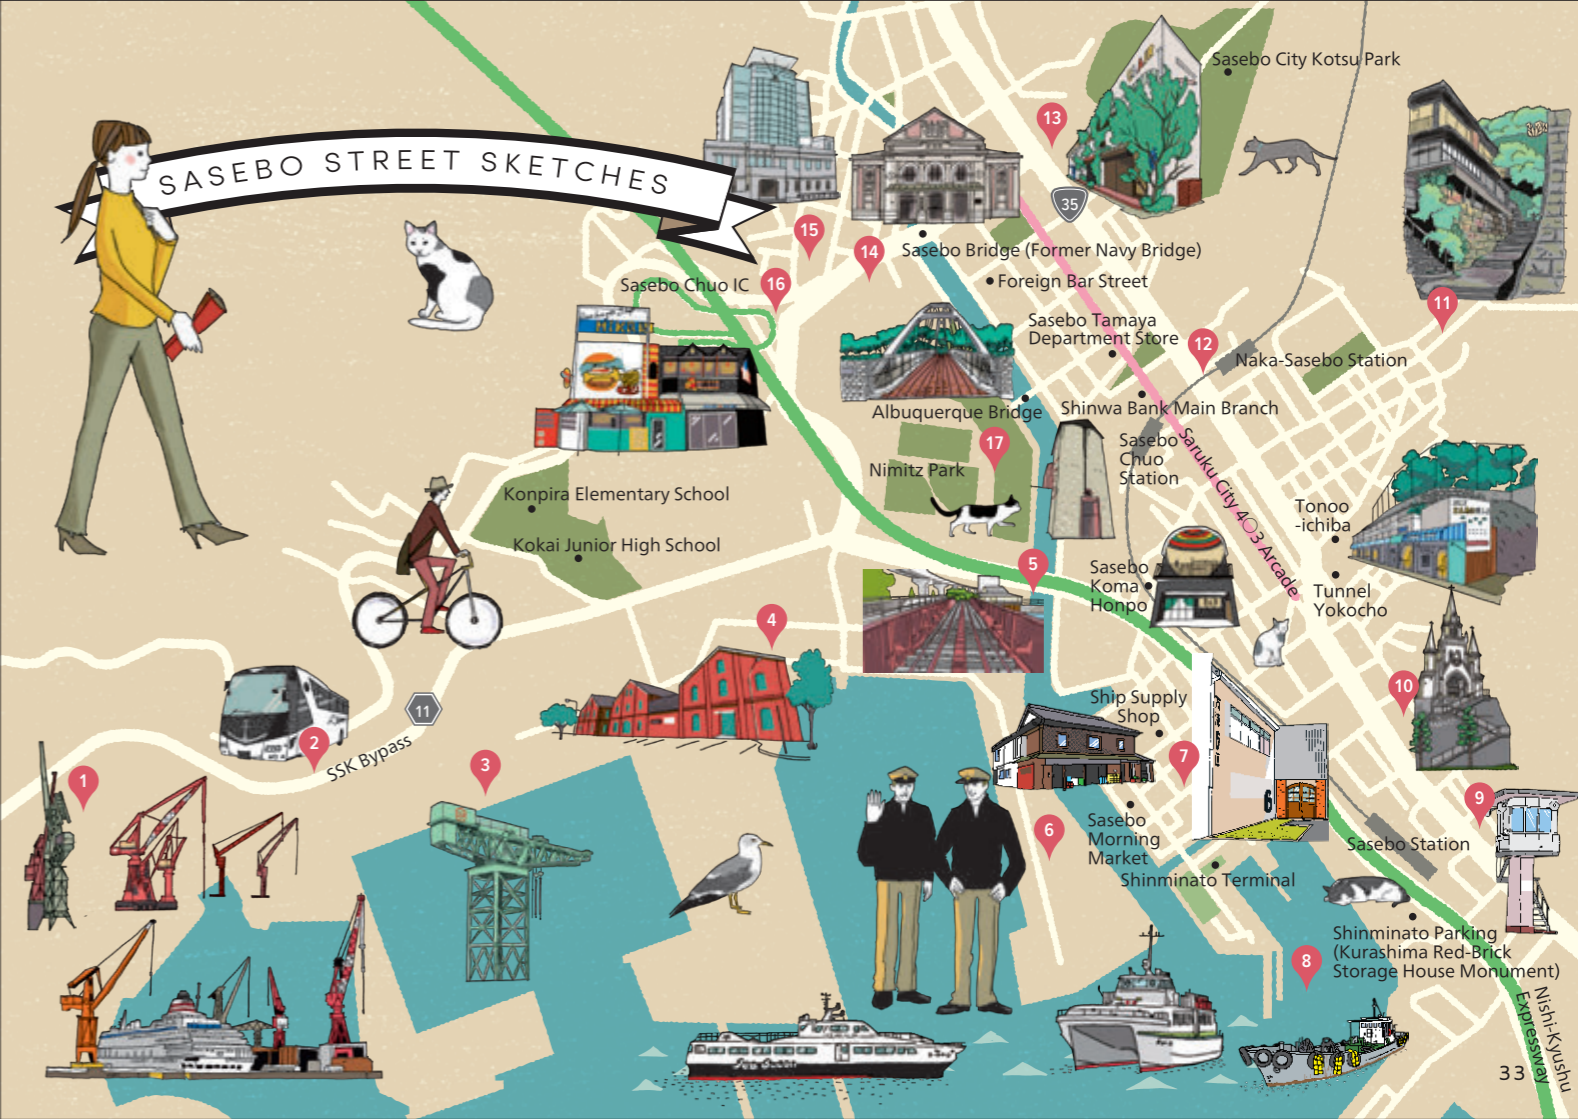 SASEBO STREET SKETCHES
Sasebo City Kotsu Park
13
35
15
14
Sasebo Bridge (Former Navy Bridge)
Sasebo Chuo IC
16
Foreign Bar Street
11
Sasebo Tamaya
Department Store
12
Naka-Sasebo Station
Albuquerque Bridge
Shinwa Bank Main Branch
17
Nimitz Park
Sasebo
Chuo
Station
Saruku City 4○3 Arcade
Konpira Elementary School
Tonoo
-ichiba
Kokai Junior High School
5
Sasebo
Koma
Honpo
Tunnel
Yokocho
4
10
Ship Supply
Shop
11
2
SSK Bypass
1
3
7
6
9
6
Sasebo
Morning
Market
Sasebo Station
Shinminato Terminal
Shinminato Parking
(Kurashima Red-Brick
Storage House Monument)
8
Nishi-Kyushu
Expressway
33